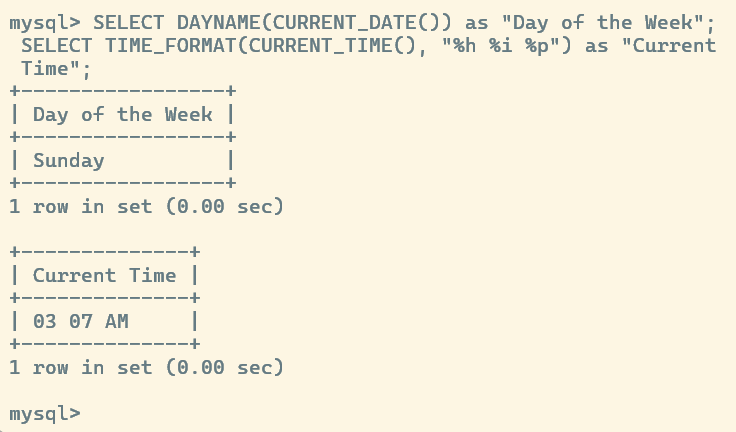 mysql> SELECT DAYNAME(CURRENT_DATE()) as "Day of the Week";
 SELECT TIME_FORMAT(CURRENT_TIME(), "%h %i %p") as "Current
 Time";
+-----------------+
| Day of the Week |
+-----------------+
| Sunday          |
+-----------------+
1 row in set (0.00 sec)

+--------------+
| Current Time |
+--------------+
| 03 07 AM     |
+--------------+
1 row in set (0.00 sec)

mysql>